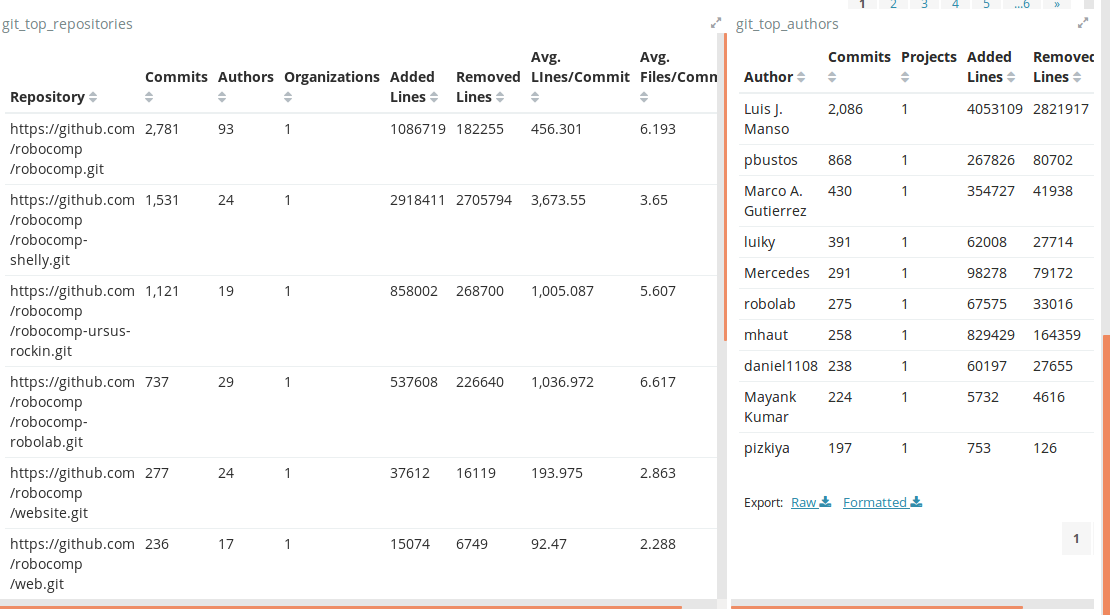 1 2 3 4 5 ...6 »
git_top_repositories
Repository Commits Authors Organizations Added Lines Removed Lines Avg. LInes/Commit Avg. Files/Comm
https://github.com 2,781 93 1 1086719 182255 456.301 6.193
/robocomp
/robocomp.git
https://github.com 1,531 24 1 2918411 2705794 3,673.55 3.65
/robocomp
/robocomp-
shelly.git
https://github.com 1,121 19 1 858002 268700 1,005.087 5.607
/robocomp
/robocomp-ursus-
rockin.git
https://github.com 737 29 1 537608 226640 1,036.972 6.617
/robocomp
/robocomp-
robolab.git
https://github.com 277 24 1 37612 16119 193.975 2.863
/robocomp
/website.git
https://github.com 236 17 1 15074 6749 92.47 2.288
/robocomp
/web.git
git_top_authors
Author Commits Projects Added Lines Removed Lines
Luis J. 2,086 1 4053109 2821917
Manso
pbustos 868 1 267826 80702
Marco A. 430 1 354727 41938
Gutierrez
luiky 391 1 62008 27714
Mercedes 291 1 98278 79172
robolab 275 1 67575 33016
mhaut 258 1 829429 164359
daniel1108 238 1 60197 27655
Mayank 224 1 5732 4616
Kumar
pizkiya 197 1 753 126
Export: Raw Formatted
1